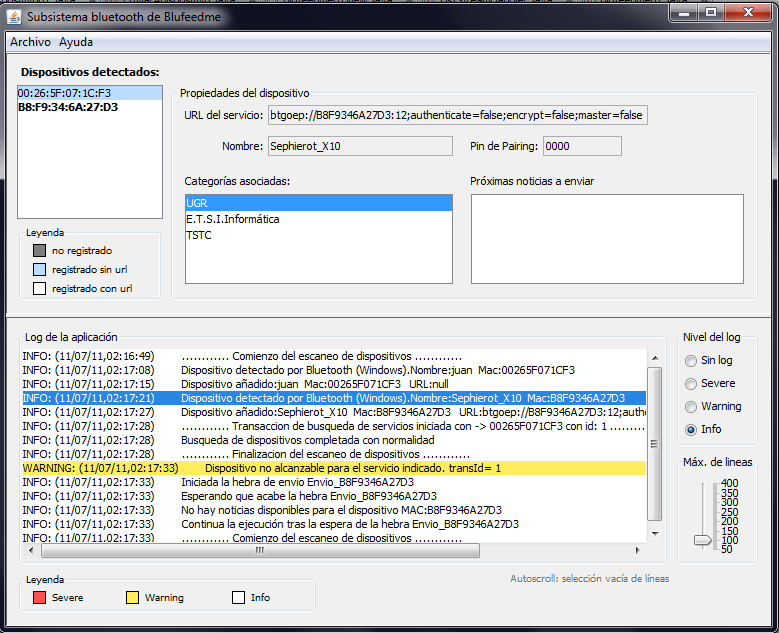 Subsistema bluetooth de Blufeedme
Archivo Ayuda
Dispositivos detectados:
00:26:5F:07:1C:F3
B8:F9:34:6A:27:D3
Leyenda
no registrado
registrado sin url
registrado con url
Propiedades del dispositivo
URL del servicio: btgoep://B8F9346A27D3:12;authenticate=false;encrypt=false;master=false
Nombre: Sephierot_X10 Pin de Pairing: 0000
Categorías asociadas: Próximas noticias a enviar
UGR
E.T.S.I.Informática
TSTC
Log de la aplicación
INFO: (11/07/11,02:16:49) ............ Comienzo del escaneo de dispositivos ............
INFO: (11/07/11,02:17:08) Dispositivo detectado por Bluetooth (Windows).Nombre:juan Mac:00265F071CF3
INFO: (11/07/11,02:17:15) Dispositivo añadido:juan Mac:00265F071CF3 URL:null
INFO: (11/07/11,02:17:21) Dispositivo detectado por Bluetooth (Windows).Nombre:Sephierot_X10 Mac:B8F9346A27D3
INFO: (11/07/11,02:17:27) Dispositivo añadido:Sephierot_X10 Mac:B8F9346A27D3 URL:btgoep://B8F9346A27D3:12;auth
INFO: (11/07/11,02:17:28) ............ Transaccion de busqueda de servicios iniciada con -> 00265F071CF3 con id: 1 .........
INFO: (11/07/11,02:17:28) Busqueda de dispositivos completada con normalidad
INFO: (11/07/11,02:17:28) ............ Finalizacion del escaneo de dispositivos ............
WARNING: (11/07/11,02:17:33) Dispositivo no alcanzable para el servicio indicado. transId= 1
INFO: (11/07/11,02:17:33) Iniciada la hebra de envio Envio_B8F9346A27D3
INFO: (11/07/11,02:17:33) Esperando que acabe la hebra Envio_B8F9346A27D3
INFO: (11/07/11,02:17:33) No hay noticias disponibles para el dispositivo MAC:B8F9346A27D3
INFO: (11/07/11,02:17:33) Continua la ejecución tras la espera de la hebra Envio_B8F9346A27D3
INFO: (11/07/11,02:17:33) ............ Comienzo del escaneo de dispositivos ............
Nivel del log
Sin log
Severe
Warning
Info
Máx. de lineas
400
350
300
250
200
150
100
50
Leyenda
Severe Warning Info
Autoscroll: selección vacía de líneas